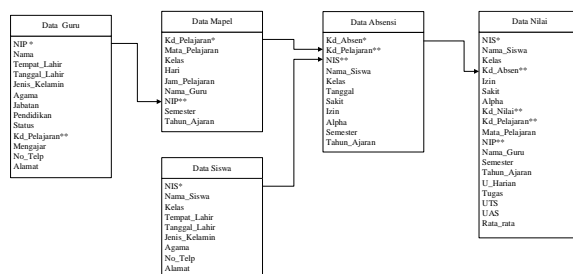 Data Guru
NIP *
Nama
Tempat_Lahir
Tanggal_Lahir
Jenis_Kelamin
Agama
Jabatan
Pendidikan
Status
Kd_Pelajaran**
Mengajar
No_Telp
Alamat
Data Mapel
Kd_Pelajaran*
Mata_Pelajaran
Kelas
Hari
Jam_Pelajaran
Nama_Guru
NIP**
Semester
Tahun_Ajaran
Data Siswa
NIS*
Nama_Siswa
Kelas
Tempat_Lahir
Tanggal_Lahir
Jenis_Kelamin
Agama
No_Telp
Alamat
Data Absensi
Kd_Absen*
Kd_Pelajaran**
NIS**
Nama_Siswa
Kelas
Tanggal
Sakit
Izin
Alpha
Semester
Tahun_Ajaran
Data Nilai
NIS*
Nama_Siswa
Kelas
Kd_Absen**
Izin
Sakit
Alpha
Kd_Nilai**
Kd_Pelajaran**
Mata_Pelajaran
NIP**
Nama_Guru
Semester
Tahun_Ajaran
U_Harian
Tugas
UTS
UAS
Rata_rata